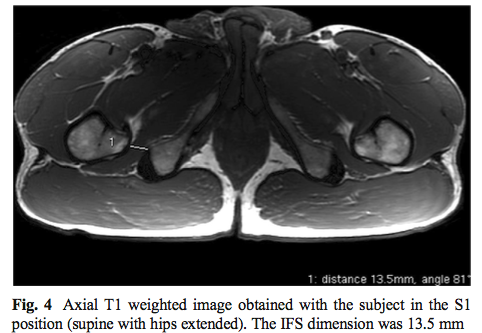 1
1: distance 13.5mm, angle 81°
Fig. 4 Axial T1 weighted image obtained with the subject in the S1
position (supine with hips extended). The IFS dimension was 13.5 mm